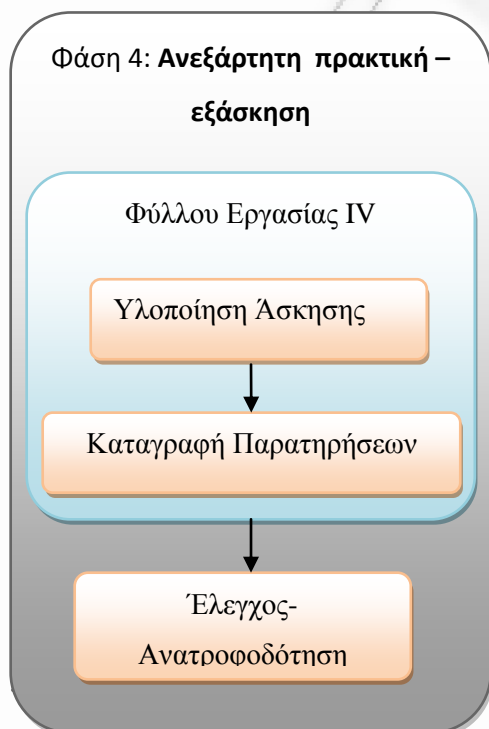 Φάση 4: Ανεξάρτητη πρακτική –
εξάσκηση
Φύλλου Εργασίας IV
Υλοποίηση Άσκησης
Καταγραφή Παρατηρήσεων
Έλεγχος-
Ανατροφοδότηση